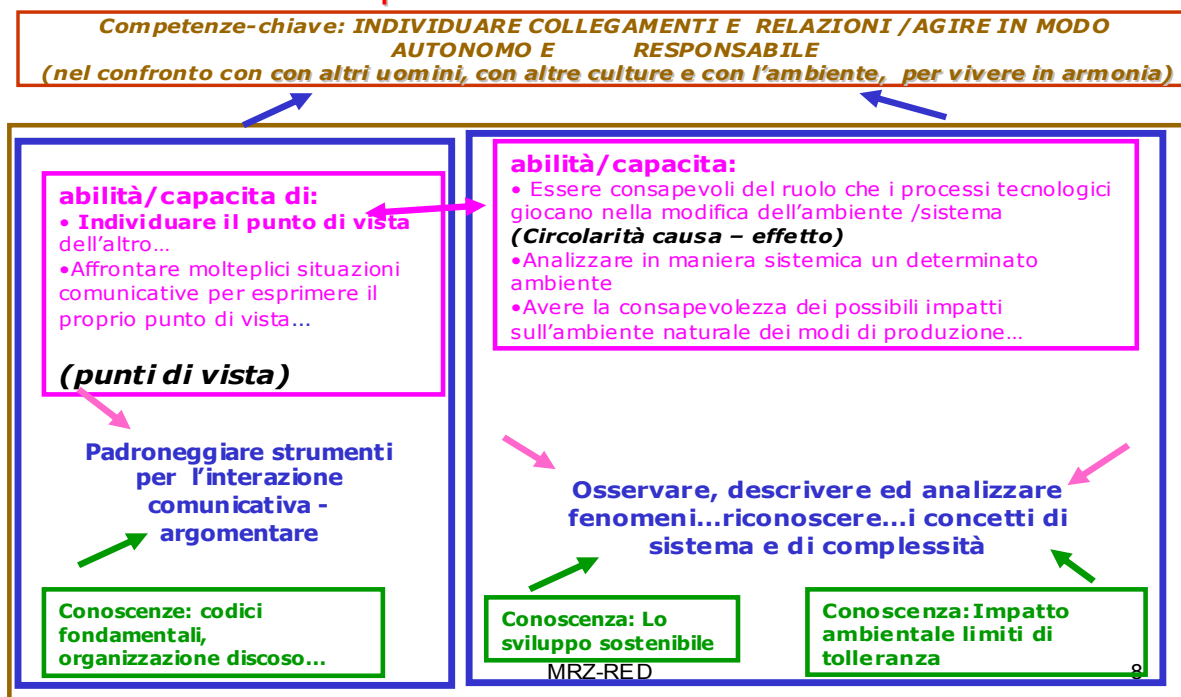 Competenze-chiave: INDIVIDUARE COLLEGAMENTI E RELAZIONI /AGIRE IN MODO
AUTONOMO E RESPONSABILE
(nel confronto con con altri uomini, con altre culture e con l'ambiente, per vivere in armonia)
abilità/capacita di:
• Individuare il punto di vista
dell'altro…
•Affrontare molteplici situazioni
comunicative per esprimere il
proprio punto di vista…
(punti di vista)
Padroneggiare strumenti
per l'interazione
comunicativa -
argomentare
Conoscenze: codici
fondamentali,
organizzazione discoso…
abilità/capacita:
• Essere consapevoli del ruolo che i processi tecnologici
giocano nella modifica dell'ambiente /sistema
(Circolarità causa – effetto)
•Analizzare in maniera sistemica un determinato
ambiente
•Avere la consapevolezza dei possibili impatti
sull'ambiente naturale dei modi di produzione…
Osservare, descrivere ed analizzare
fenomeni…riconoscere…i concetti di
sistema e di complessità
Conoscenza: Lo
sviluppo sostenibile
Conoscenza: Impatto
ambientale limiti di
tolleranza
MRZ-RED
8